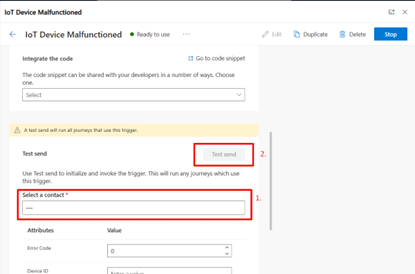 IoT Device Malfunctioned
IoT Device Malfunctioned
Ready to use
Edit
Duplicate
Delete
Stop
Integrate the code
Go to code snippet
The code snippet can be shared with your developers in a number of ways. Choose
one.
Select
A test send will run all journeys that use this trigger.
Test send
Test send
2.
Use Test send to initialize and invoke the trigger. This will run any journeys which use
this trigger.
Select a contact *
---
1.
Attributes
Value
Error Code
0
Device ID
Enter a value